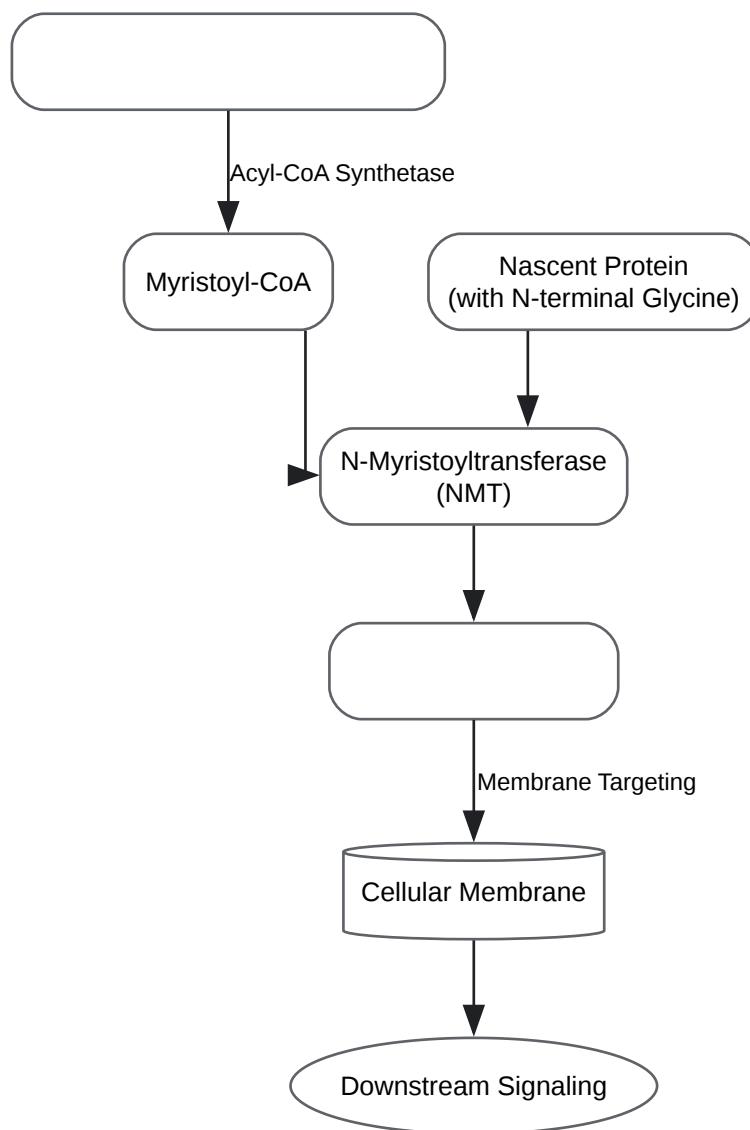 Acyl-CoA Synthetase
Myristoyl-CoA
Nascent Protein
(with N-terminal Glycine)
N-Myristoyltransferase
(NMT)
Membrane Targeting
Cellular Membrane
Downstream Signaling